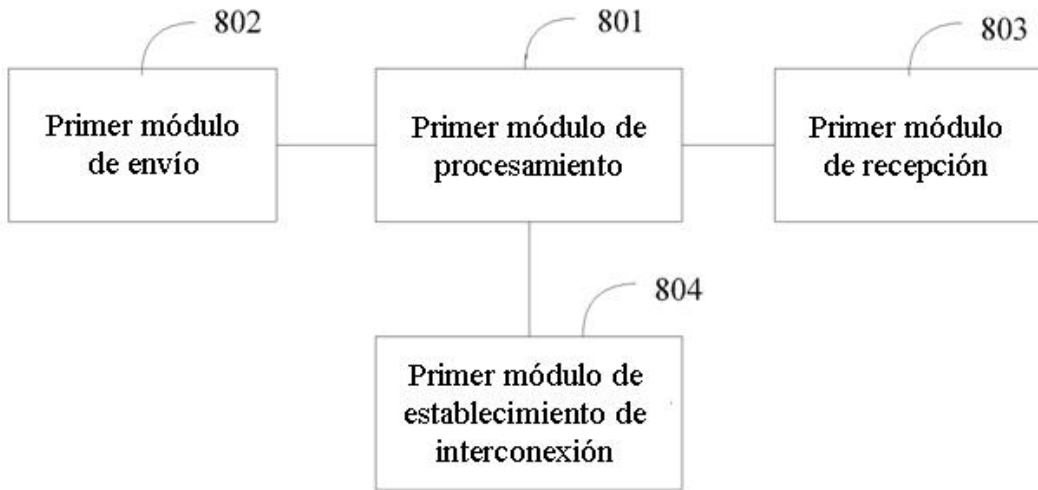 802
801
803
Primer módulo
de envío
Primer módulo de
procesamiento
Primer módulo
de recepción
804
Primer módulo de
establecimiento de
interconexión